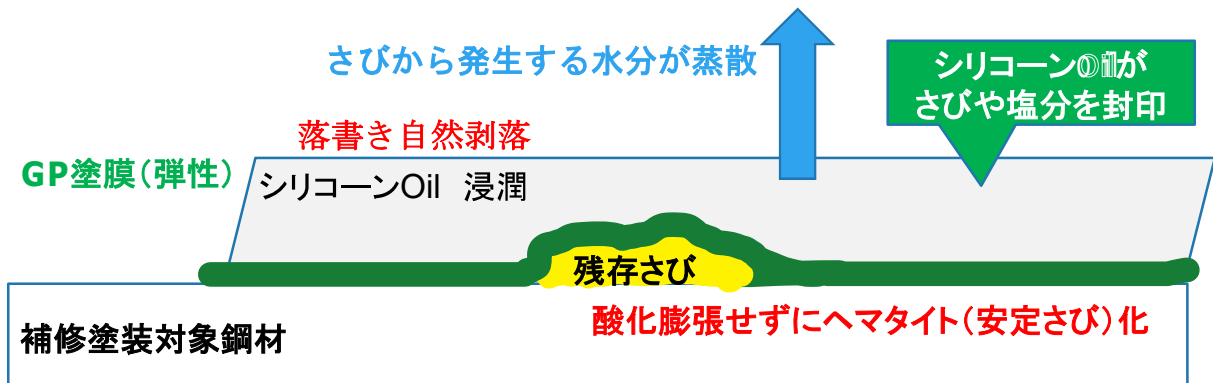 さびから発生する水分が蒸散
シリコーンOilが
さびや塩分を封印
落書き自然剥落
GP塗膜（弾性）
シリコーンOil　浸潤
残存さび
酸化膨張せずにヘマタイト（安定さび）化
補修塗装対象鋼材